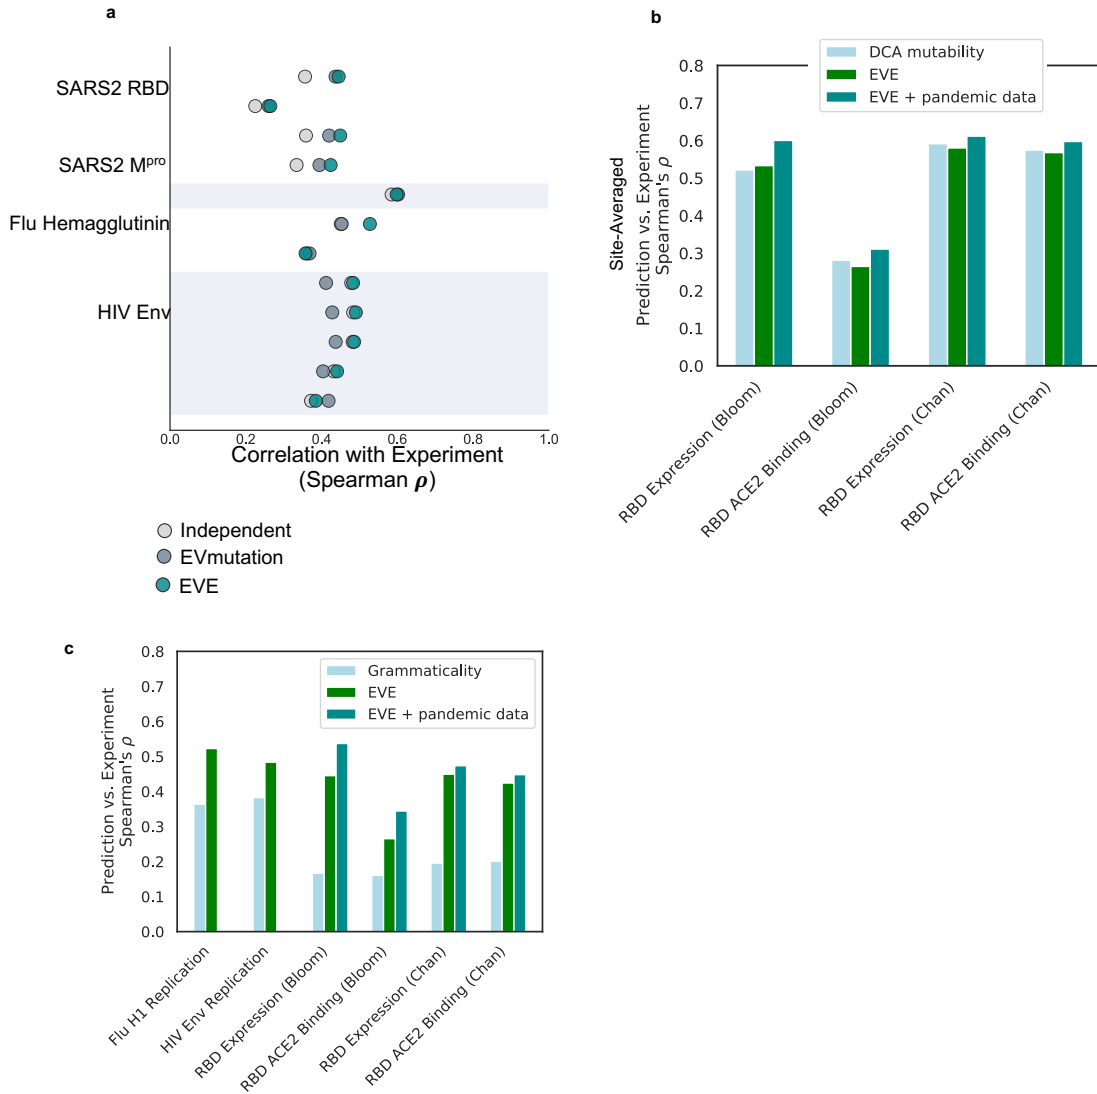 a
SARS2 RBD
SARS2 Mᵖʳᵒ
Flu Hemagglutinin
HIV Env
0.0 0.2 0.4 0.6 0.8 1.0
Correlation with Experiment
(Spearman ρ)
Independent
EVmutation
EVE
b
DCA mutability
EVE
EVE + pandemic data
Site-Averaged
Prediction vs. Experiment
Spearman's ρ
0.8
0.7
0.6
0.5
0.4
0.3
0.2
0.1
0.0
RBD Expression (Bloom)
RBD ACE2 Binding (Bloom)
RBD Expression (Chan)
RBD ACE2 Binding (Chan)
c
Grammaticality
EVE
EVE + pandemic data
Prediction vs. Experiment
Spearman's ρ
0.8
0.7
0.6
0.5
0.4
0.3
0.2
0.1
0.0
Flu H1 Replication
HIV Env Replication
RBD Expression (Bloom)
RBD ACE2 Binding (Bloom)
RBD Expression (Chan)
RBD ACE2 Binding (Chan)